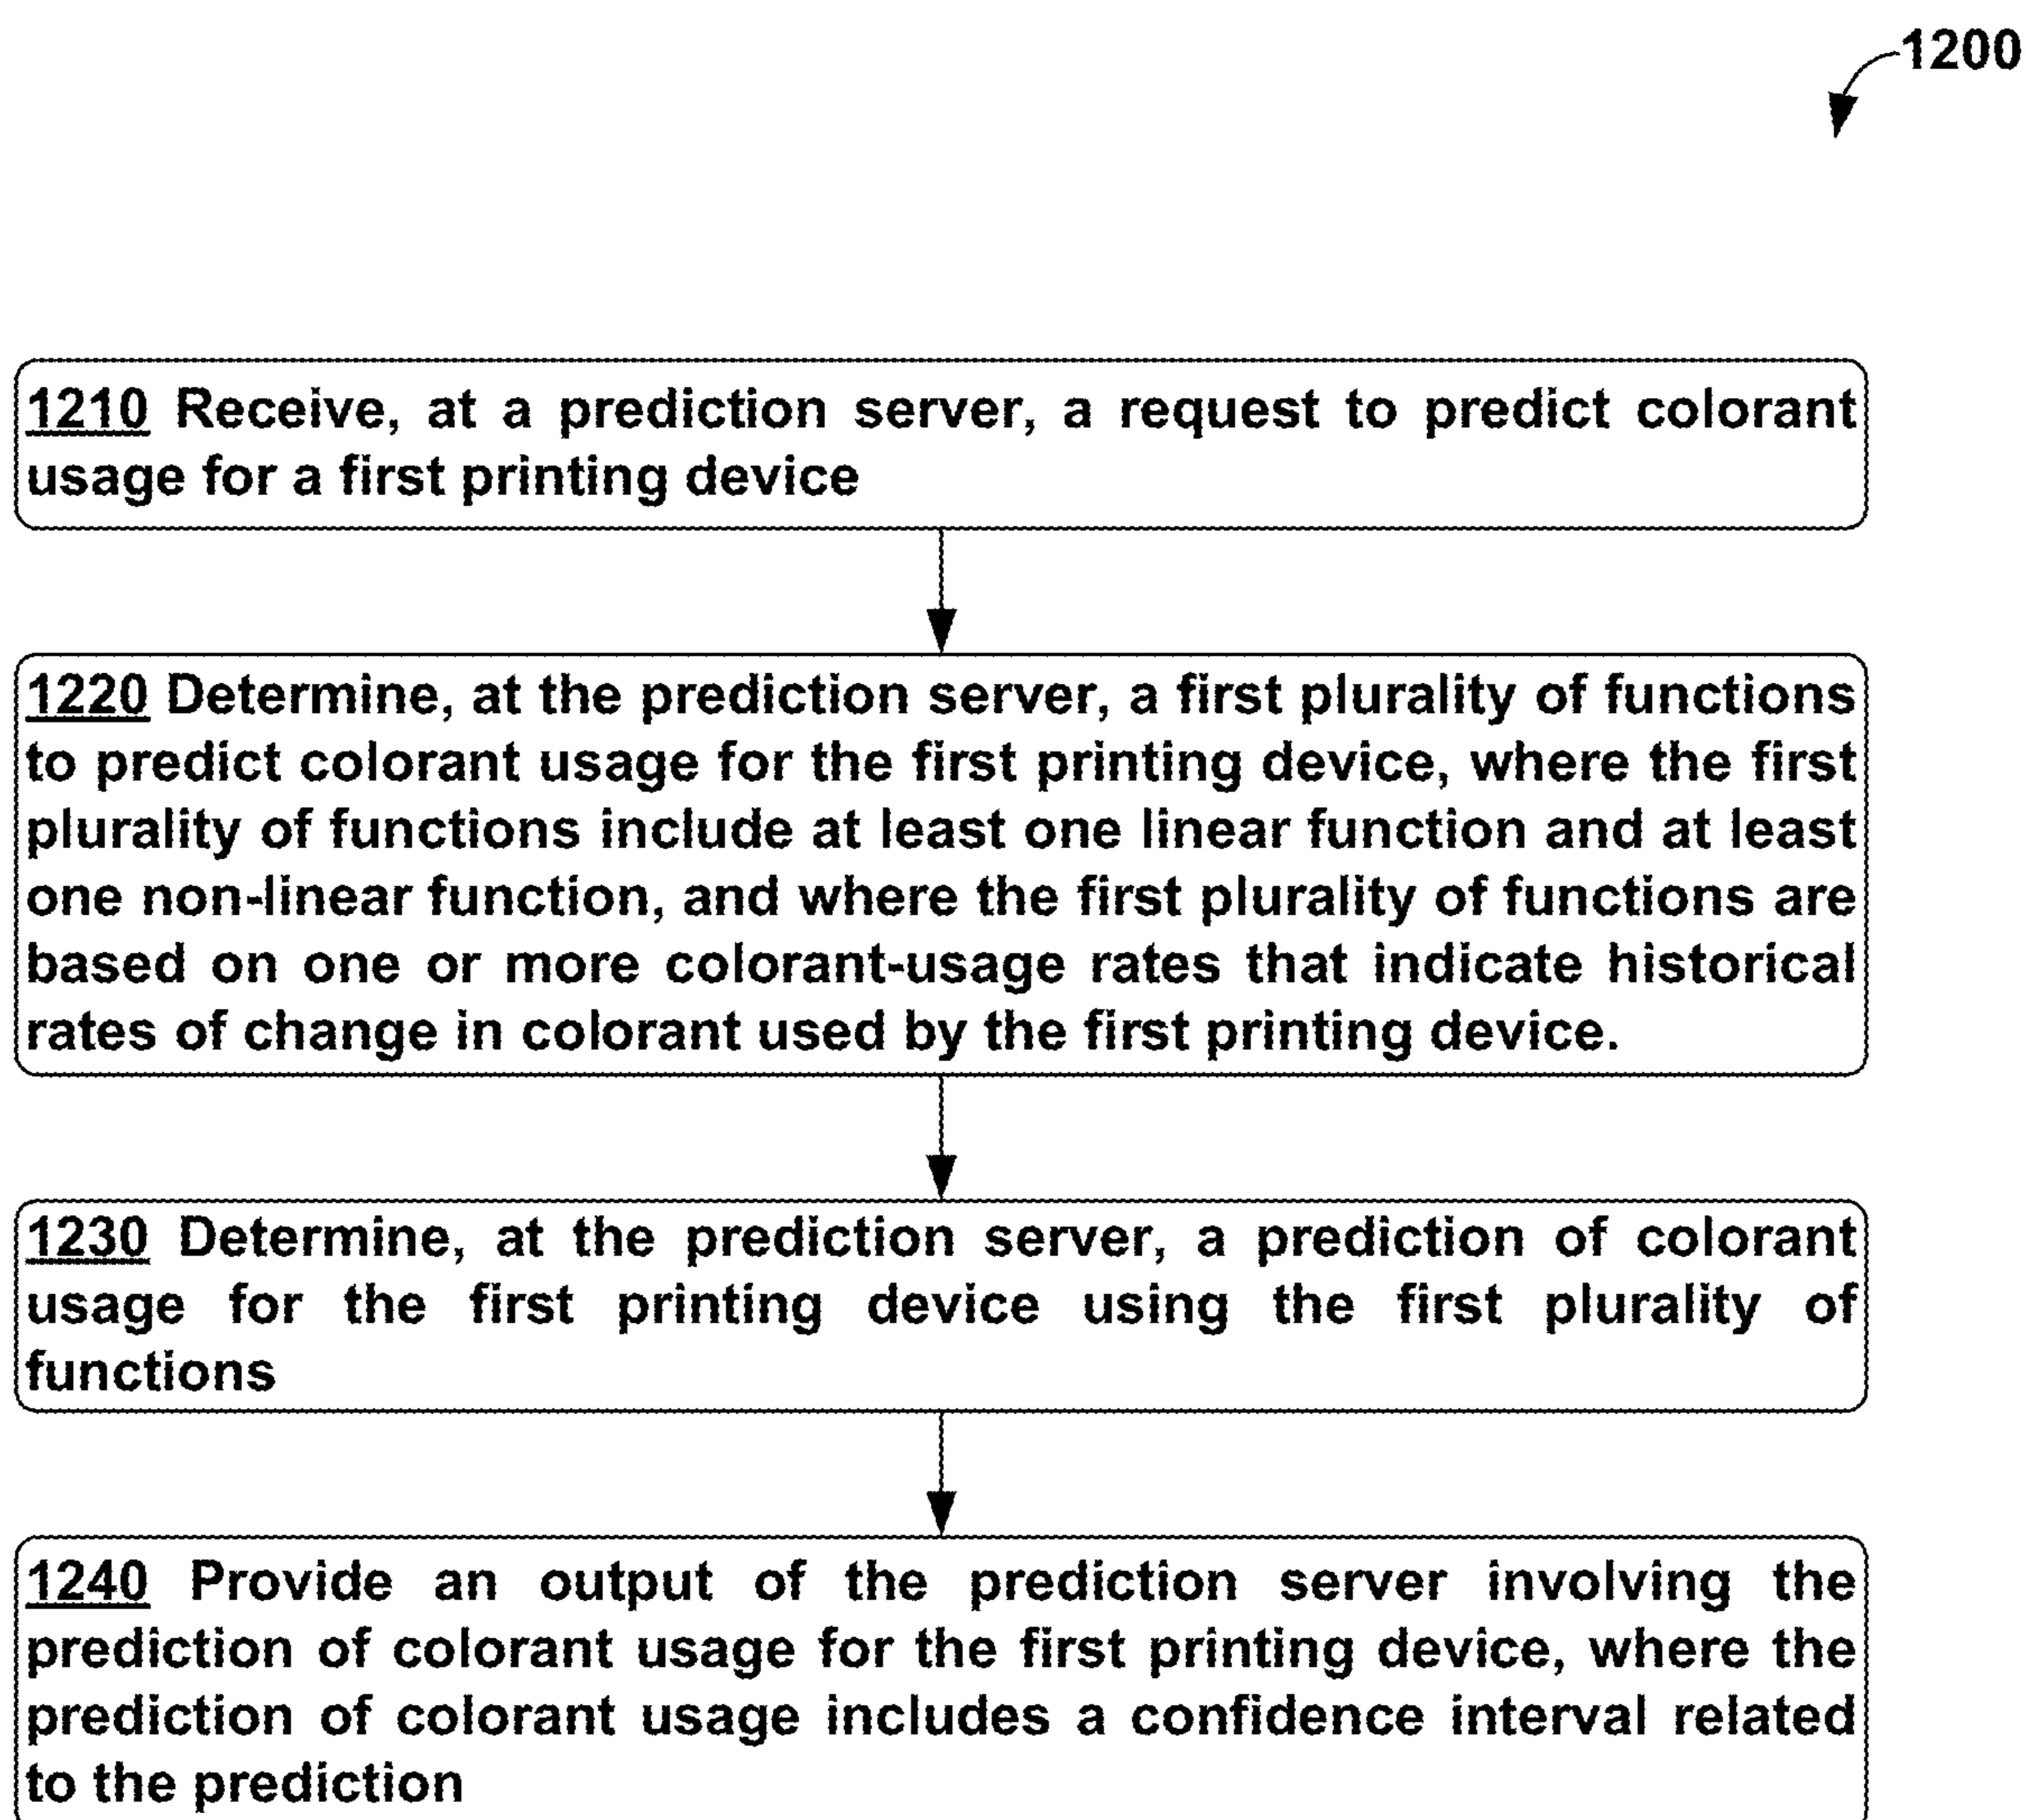 1200
1210 Receive, at a prediction server, a request to predict colorant
usage for a first printing device
1220 Determine, at the prediction server, a first plurality of functions
to predict colorant usage for the first printing device, where the first
plurality of functions include at least one linear function and at least
one non-linear function, and where the first plurality of functions are
based on one or more colorant-usage rates that indicate historical
rates of change in colorant used by the first printing device.
1230 Determine, at the prediction server, a prediction of colorant
usage for the first printing device using the first plurality of
functions
1240 Provide an output of the prediction server involving the
prediction of colorant usage for the first printing device, where the
prediction of colorant usage includes a confidence interval related
to the prediction